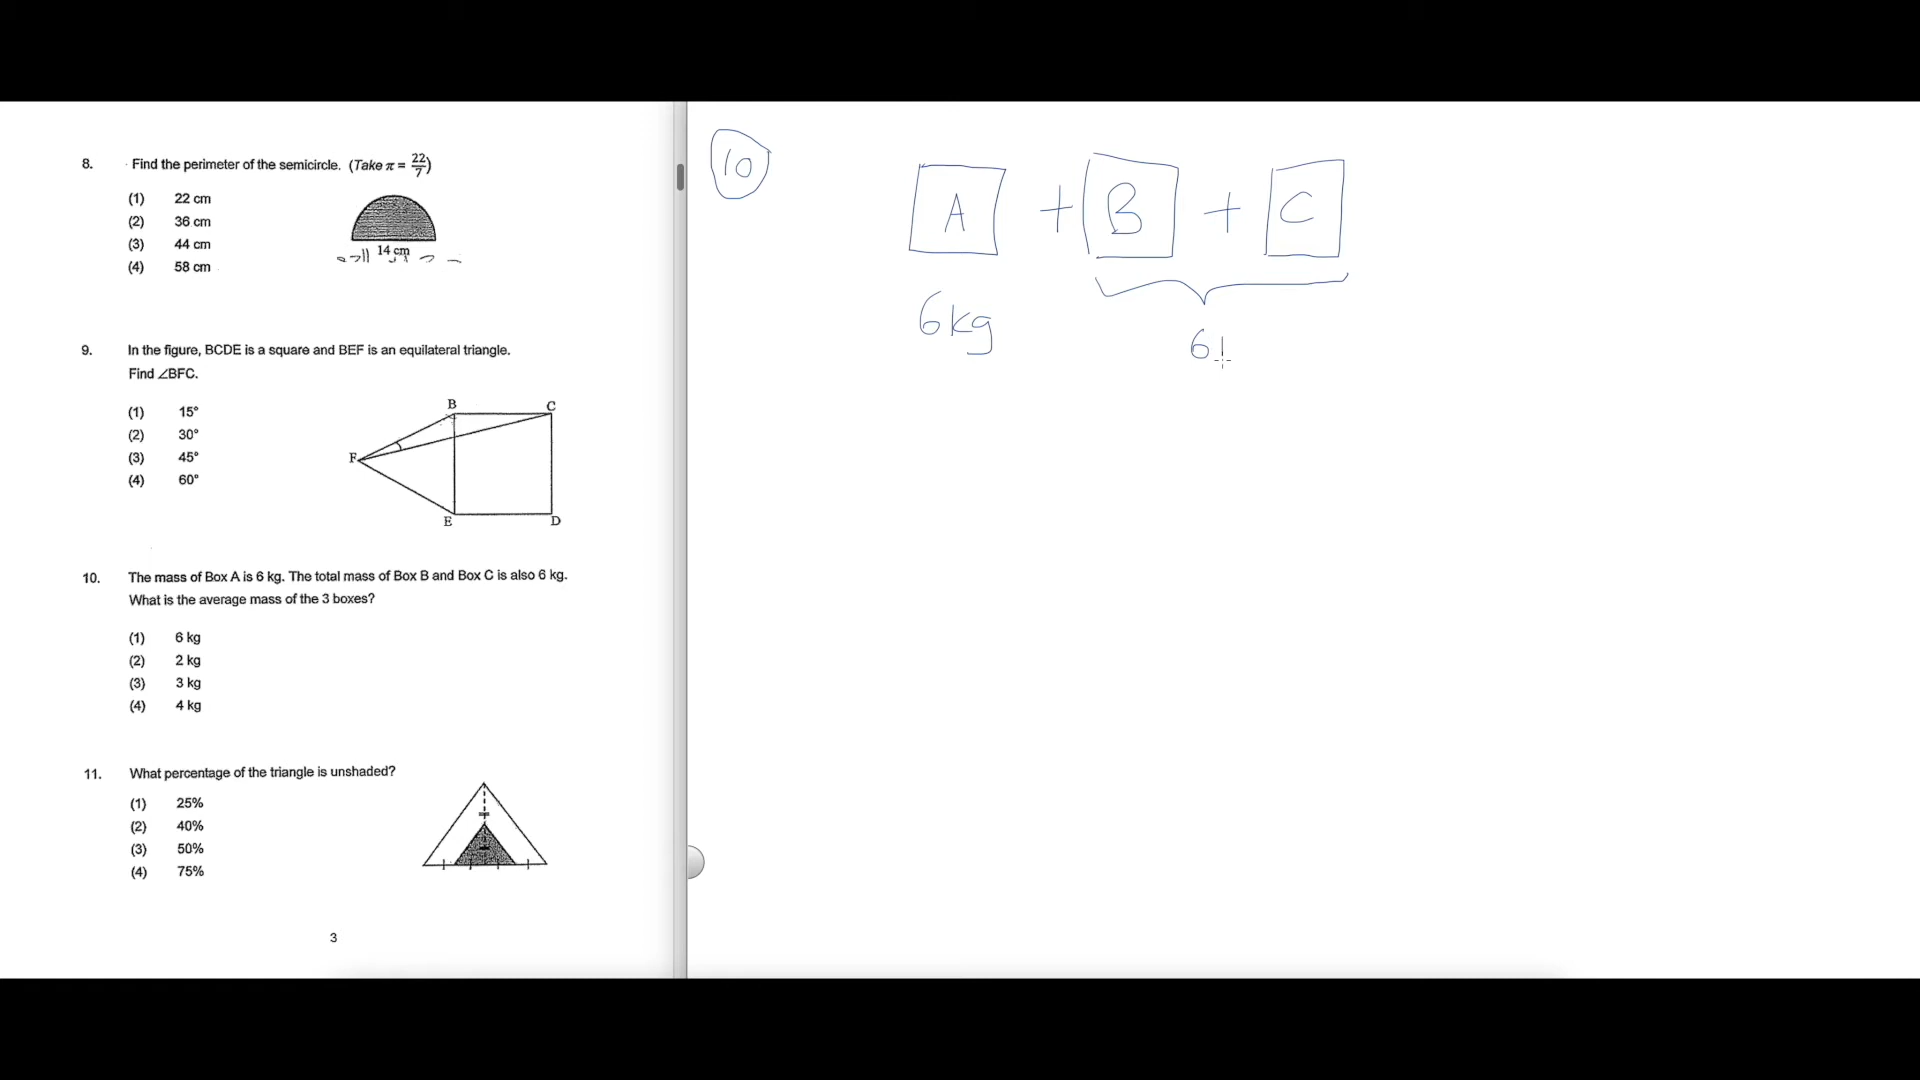 8. Find the perimeter of the semicircle. (Take π = 22/7)
(1) 22 cm
(2) 36 cm
(3) 44 cm
(4) 58 cm
14 cm
9. In the figure, BCDE is a square and BEF is an equilateral triangle.
Find ∠BFC.
(1) 15°
(2) 30°
(3) 45°
(4) 60°
B C
F
E D
10. The mass of Box A is 6 kg. The total mass of Box B and Box C is also 6 kg.
What is the average mass of the 3 boxes?
(1) 6 kg
(2) 2 kg
(3) 3 kg
(4) 4 kg
11. What percentage of the triangle is unshaded?
(1) 25%
(2) 40%
(3) 50%
(4) 75%
3
10
A + B + C
6kg
6